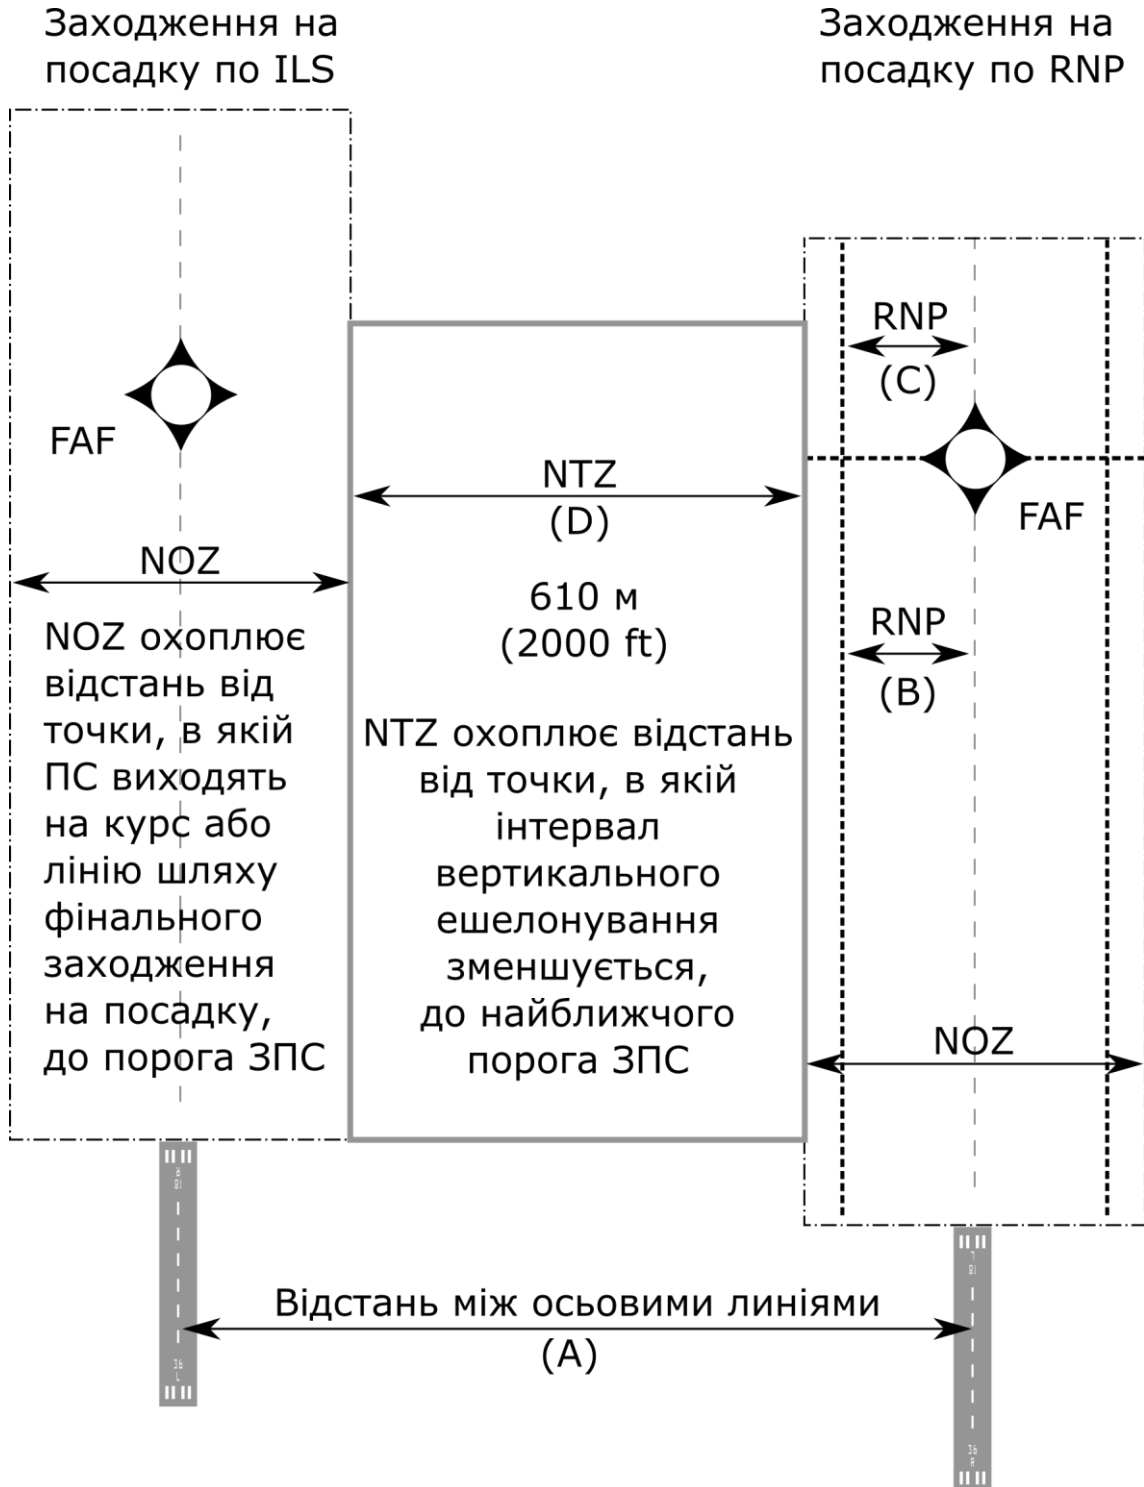 Заходження на
посадку по ILS
Заходження на
посадку по RNP
RNP
(C)
FAF
FAF
NTZ
(D)
610 м
(2000 ft)
NOZ
RNP
(B)
NOZ охоплює
відстань від
точки, в якій
ПС виходять
на курс або
лінію шляху
фінального
заходження
на посадку,
до порога ЗПС
NTZ охоплює відстань
від точки, в якій
інтервал
вертикального
ешелонування
зменшується,
до найближчого
порога ЗПС
NOZ
Відстань між осьовими линіями
(A)
36
L
36
R